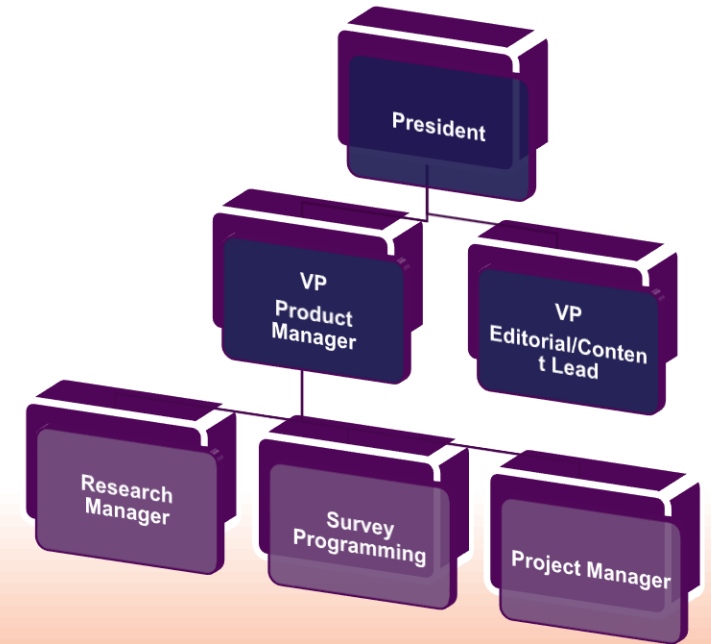 President
VP
Product
Manager
VP
Editorial/Conten
t Lead
Research
Manager
Survey
Programming
Project Manager